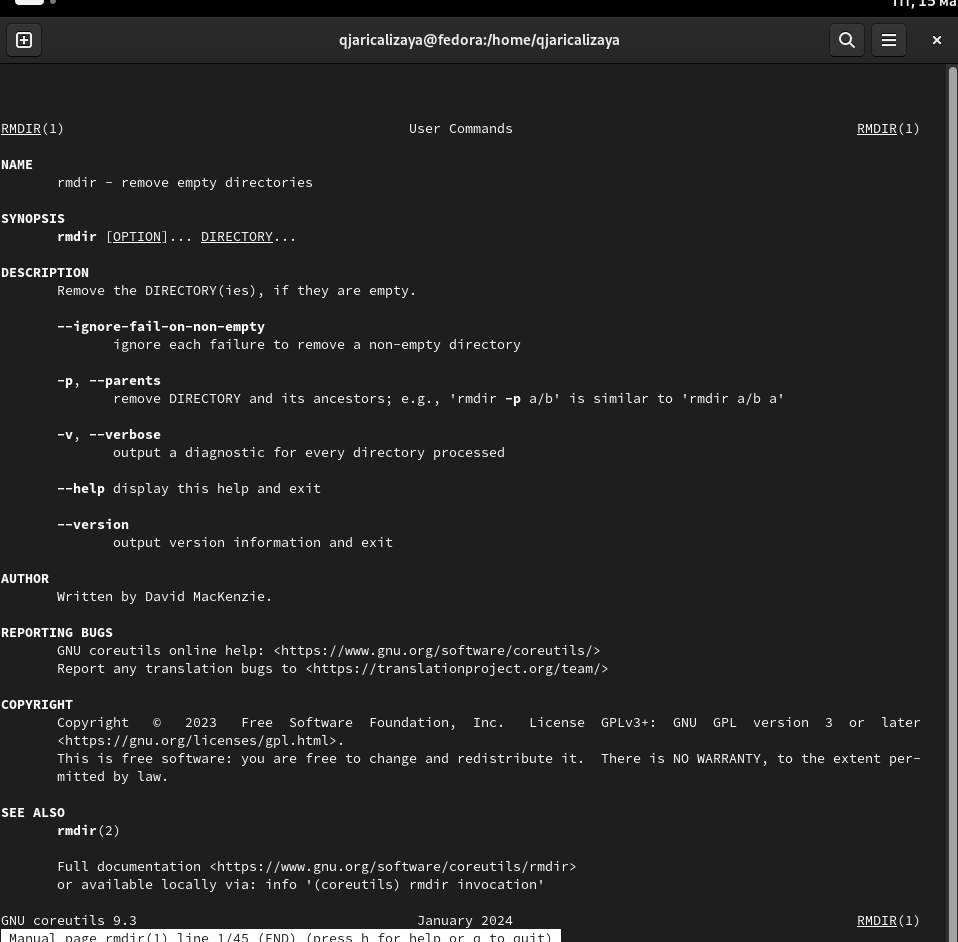 Пт, 15 ма
qjaricalizaya@fedora:/home/qjaricalizaya
RMDIR(1) User Commands RMDIR(1)
NAME
rmdir - remove empty directories
SYNOPSIS
rmdir [OPTION]... DIRECTORY...
DESCRIPTION
Remove the DIRECTORY(ies), if they are empty.
--ignore-fail-on-non-empty
ignore each failure to remove a non-empty directory
-p, --parents
remove DIRECTORY and its ancestors; e.g., 'rmdir -p a/b' is similar to 'rmdir a/b a'
-v, --verbose
output a diagnostic for every directory processed
--help display this help and exit
--version
output version information and exit
AUTHOR
Written by David MacKenzie.
REPORTING BUGS
GNU coreutils online help: <https://www.gnu.org/software/coreutils/>
Report any translation bugs to <https://translationproject.org/team/>
COPYRIGHT
Copyright © 2023 Free Software Foundation, Inc. License GPLv3+: GNU GPL version 3 or later
<https://gnu.org/licenses/gpl.html>.
This is free software: you are free to change and redistribute it. There is NO WARRANTY, to the extent per-
mitted by law.
SEE ALSO
rmdir(2)
Full documentation <https://www.gnu.org/software/coreutils/rmdir>
or available locally via: info '(coreutils) rmdir invocation'
GNU coreutils 9.3 January 2024 RMDIR(1)
Manual page rmdir(1) line 1/45 (END) (press h for help or q to quit)